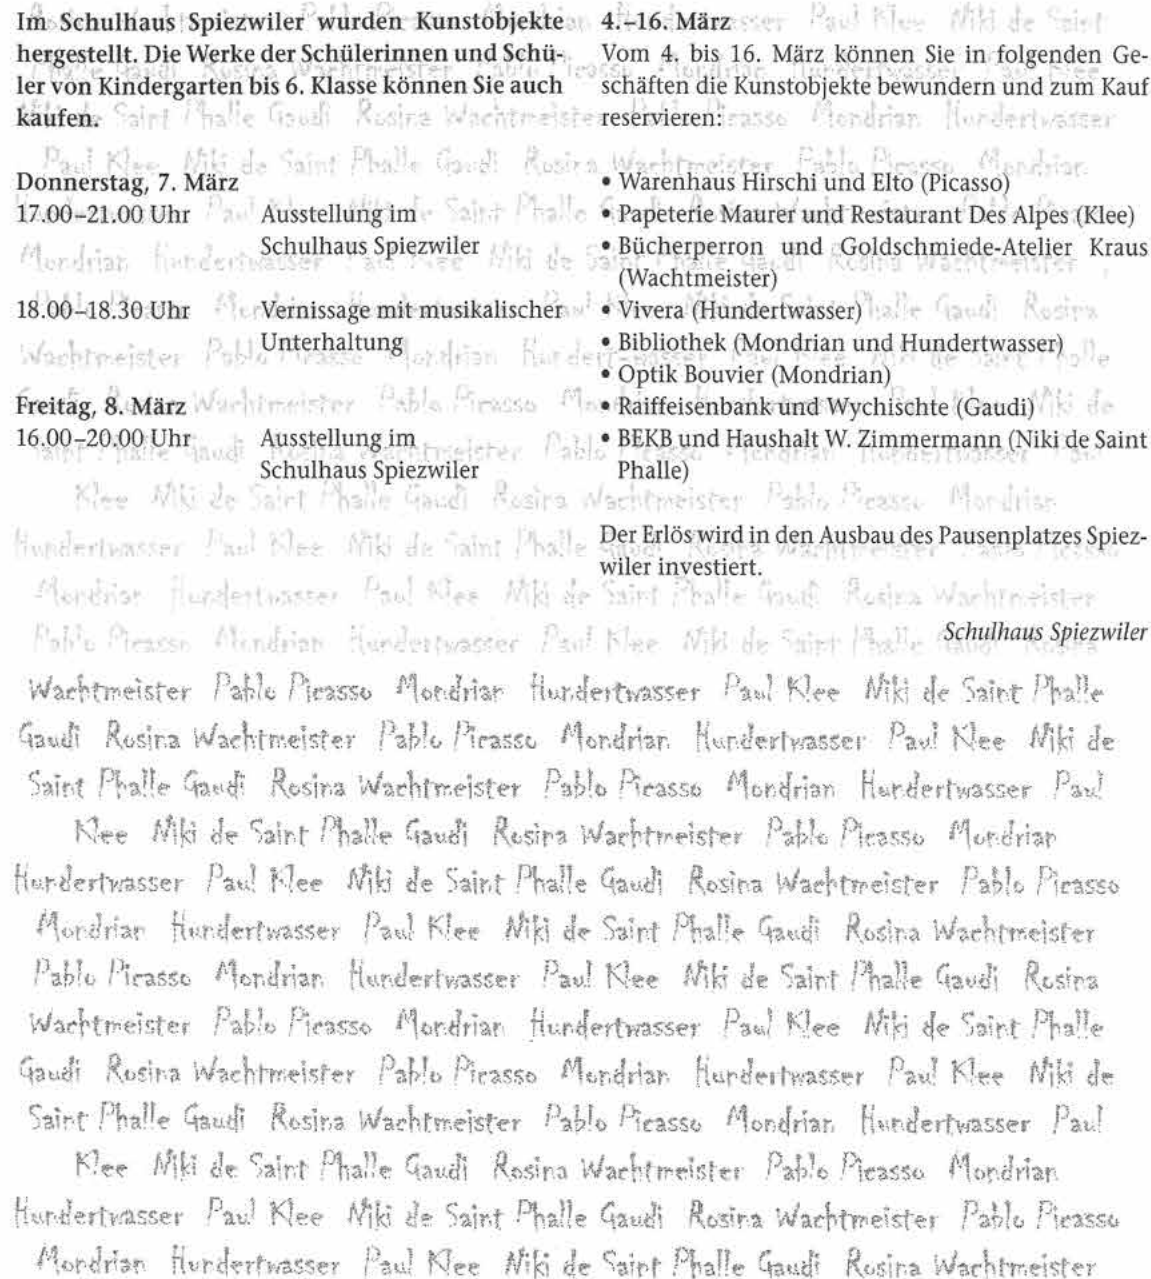 Im Schulhaus Spiezwiler wurden Kunstobjekte
hergestellt. Die Werke der Schülerinnen und Schü-
ler von Kindergarten bis 6. Klasse können Sie auch
kaufen.
Donnerstag, 7. März
17.00–21.00 Uhr Ausstellung im
Schulhaus Spiezwiler
18.00–18.30 Uhr Vernissage mit musikalischer
Unterhaltung
Freitag, 8. März
16.00–20.00 Uhr Ausstellung im
Schulhaus Spiezwiler
4.–16. März
Vom 4. bis 16. März können Sie in folgenden Ge-
schäften die Kunstobjekte bewundern und zum Kauf
reservieren:
• Warenhaus Hirschi und Elto (Picasso)
• Papeterie Maurer und Restaurant Des Alpes (Klee)
• Bücherperron und Goldschmiede-Atelier Kraus
(Wachtmeister)
• Vivera (Hundertwasser)
• Bibliothek (Mondrian und Hundertwasser)
• Optik Bouvier (Mondrian)
• Raiffeisenbank und Wychischte (Gaudi)
• BEKB und Haushalt W. Zimmermann (Niki de Saint
Phalle)
Der Erlös wird in den Ausbau des Pausenplatzes Spiez-
wiler investiert.
Schulhaus Spiezwiler
Wachtmeister Pablo Picasso Mondrian Hundertwasser Paul Klee Niki de Saint Phalle
Gaudi Rosina Wachtmeister Pablo Picasso Mondrian Hundertwasser Paul Klee Niki de
Saint Phalle Gaudi Rosina Wachtmeister Pablo Picasso Mondrian Hundertwasser Paul
Klee Niki de Saint Phalle Gaudi Rosina Wachtmeister Pablo Picasso Mondrian
Hundertwasser Paul Klee Niki de Saint Phalle Gaudi Rosina Wachtmeister Pablo Picasso
Mondrian Hundertwasser Paul Klee Niki de Saint Phalle Gaudi Rosina Wachtmeister
Pablo Picasso Mondrian Hundertwasser Paul Klee Niki de Saint Phalle Gaudi Rosina
Wachtmeister Pablo Picasso Mondrian Hundertwasser Paul Klee Niki de Saint Phalle
Gaudi Rosina Wachtmeister Pablo Picasso Mondrian Hundertwasser Paul Klee Niki de
Saint Phalle Gaudi Rosina Wachtmeister Pablo Picasso Mondrian Hundertwasser Paul
Klee Niki de Saint Phalle Gaudi Rosina Wachtmeister Pablo Picasso Mondrian
Hundertwasser Paul Klee Niki de Saint Phalle Gaudi Rosina Wachtmeister Pablo Picasso
Mondrian Hundertwasser Paul Klee Niki de Saint Phalle Gaudi Rosina Wachtmeister